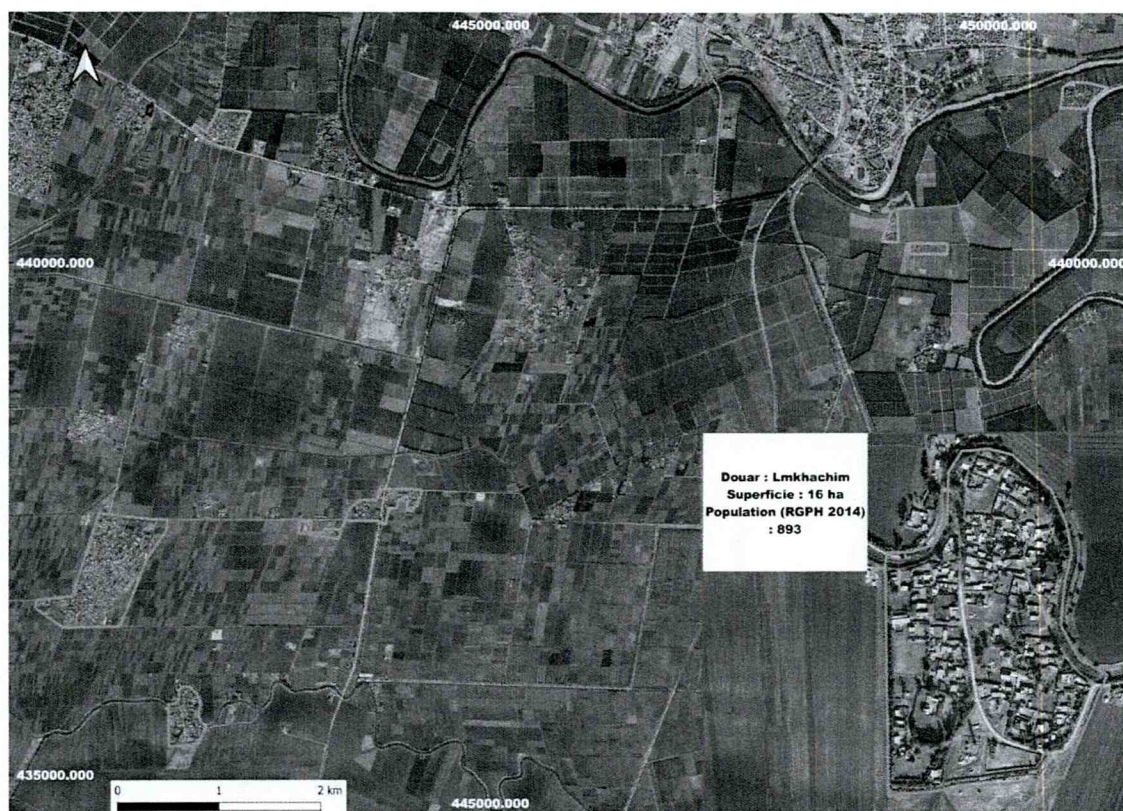 445000.000
450000.000
440000.000
440000.000
Douar : Lmkhachim
Superficie : 16 ha
Population (RGPH 2014)
: 893
435000.000
0 1 2 km
445000.000